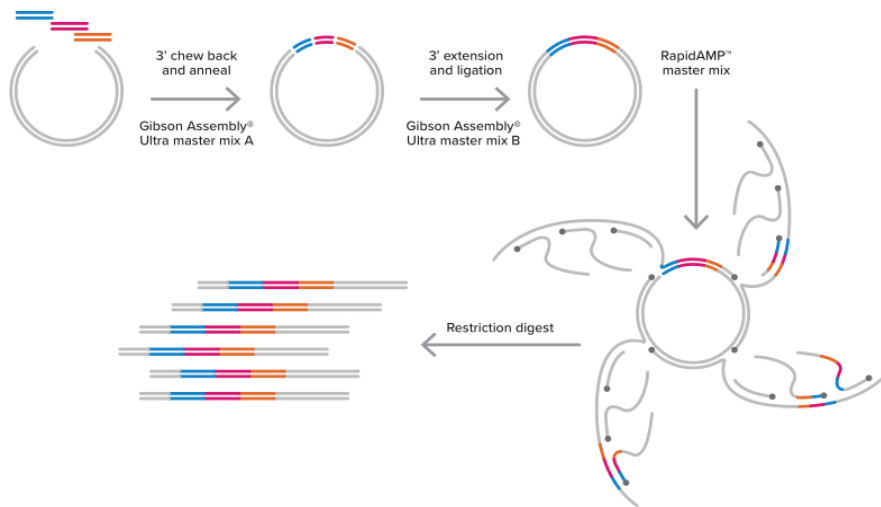 3’ chew back
and anneal
Gibson Assembly®
Ultra master mix A
3’ extension
and ligation
Gibson Assembly®
Ultra master mix B
RapidAMP™
master mix
Restriction digest